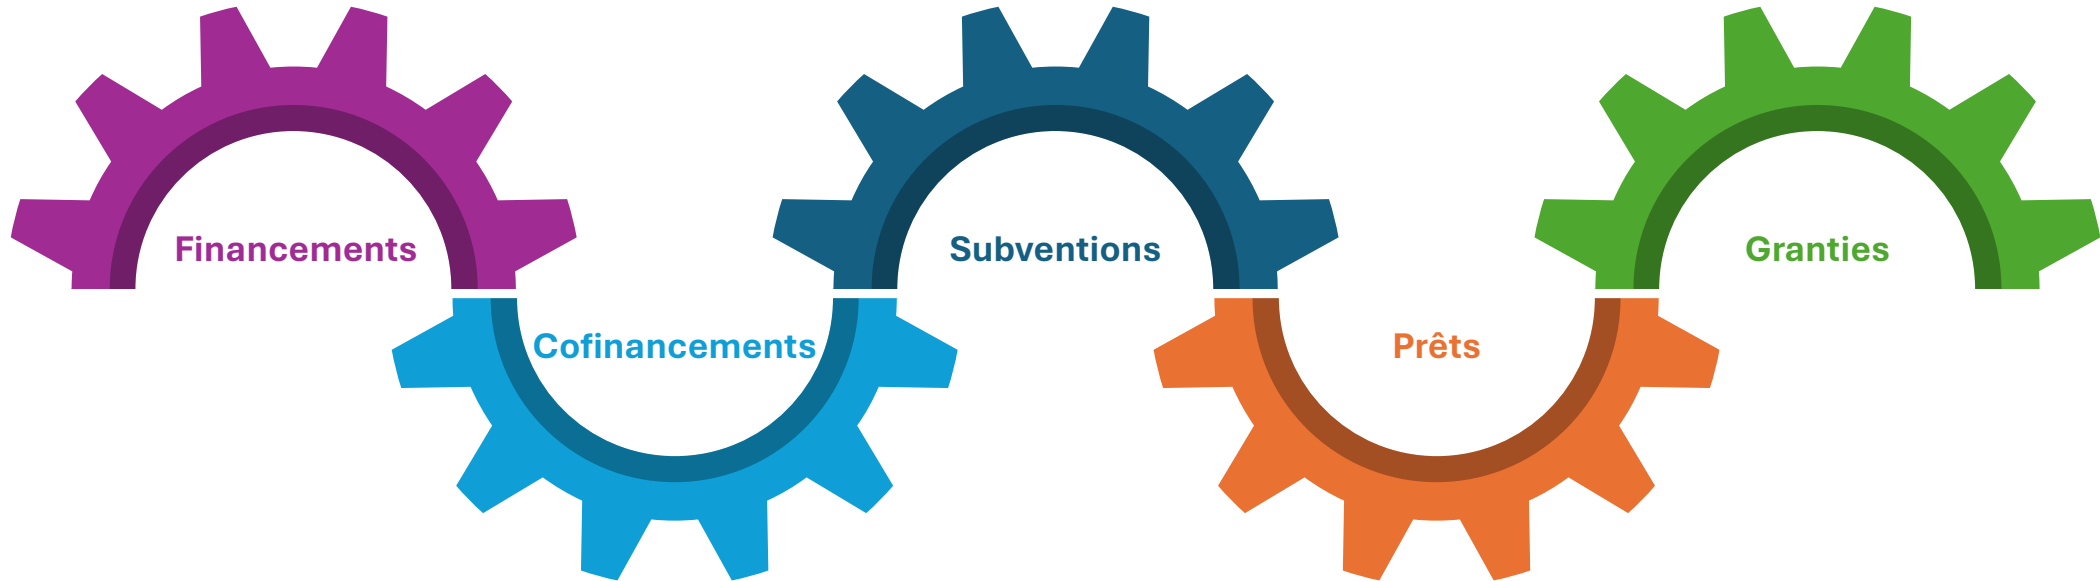 Financements
Cofinancements
Subventions
Prêts
Granties